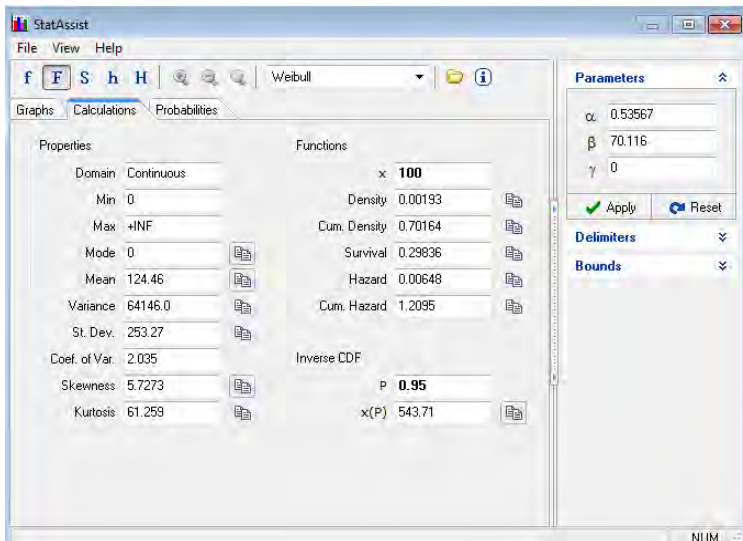 StatAssist
File View Help
f F S h H Weibull
Graphs Calculations Probabilities
Properties
Domain Continuous
Min 0
Max +INF
Mode 0
Mean 124.46
Variance 64146.0
St. Dev. 253.27
Coef. of Var. 2.035
Skewness 5.7273
Kurtosis 61.259
Functions
x 100
Density 0.00193
Cum. Density 0.70164
Survival 0.29836
Hazard 0.00648
Cum. Hazard 1.2095
Inverse CDF
P 0.95
x(P) 543.71
Parameters
α 0.53567
β 70.116
γ 0
Apply Reset
Delimiters
Bounds
NUM